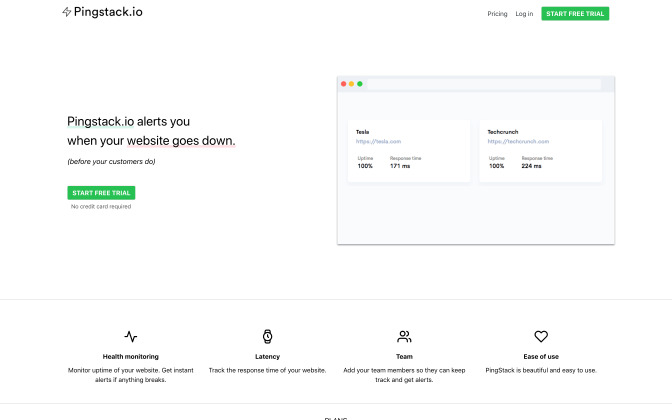 Pingstack.io
Pricing Log in START FREE TRIAL
Pingstack.io alerts you
when your website goes down.
(before your customers do)
START FREE TRIAL
No credit card required
Tesla
https://tesla.com
Uptime Response time
100% 171 ms
Techcrunch
https://techcrunch.com
Uptime Response time
100% 224 ms
Health monitoring
Monitor uptime of your website. Get instant
alerts if anything breaks.
Latency
Track the response time of your website.
Team
Add your team members so they can keep
track and get alerts.
Ease of use
PingStack is beautiful and easy to use.
PLANS